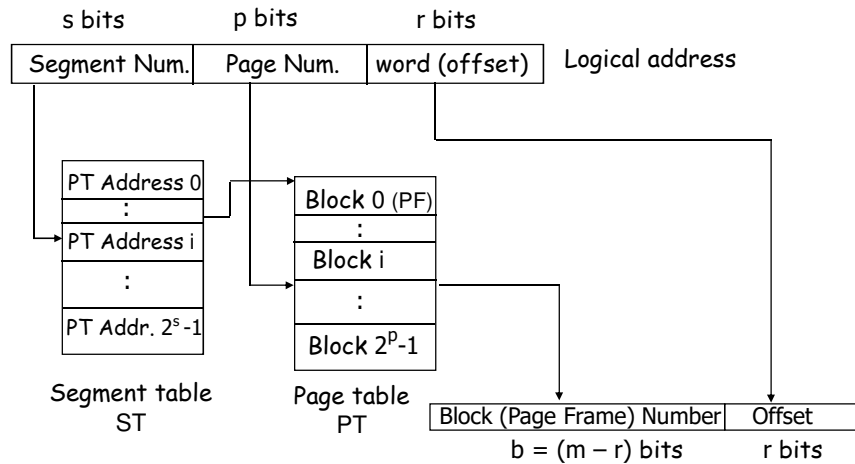 s bits p bits r bits
Segment Num. Page Num. word (offset) Logical address
PT Address 0
:
PT Address i
:
PT Addr. 2^s-1
Segment table
ST
Block 0 (PF)
:
Block i
:
Block 2^p-1
Page table
PT
Block (Page Frame) Number Offset
b = (m – r) bits r bits